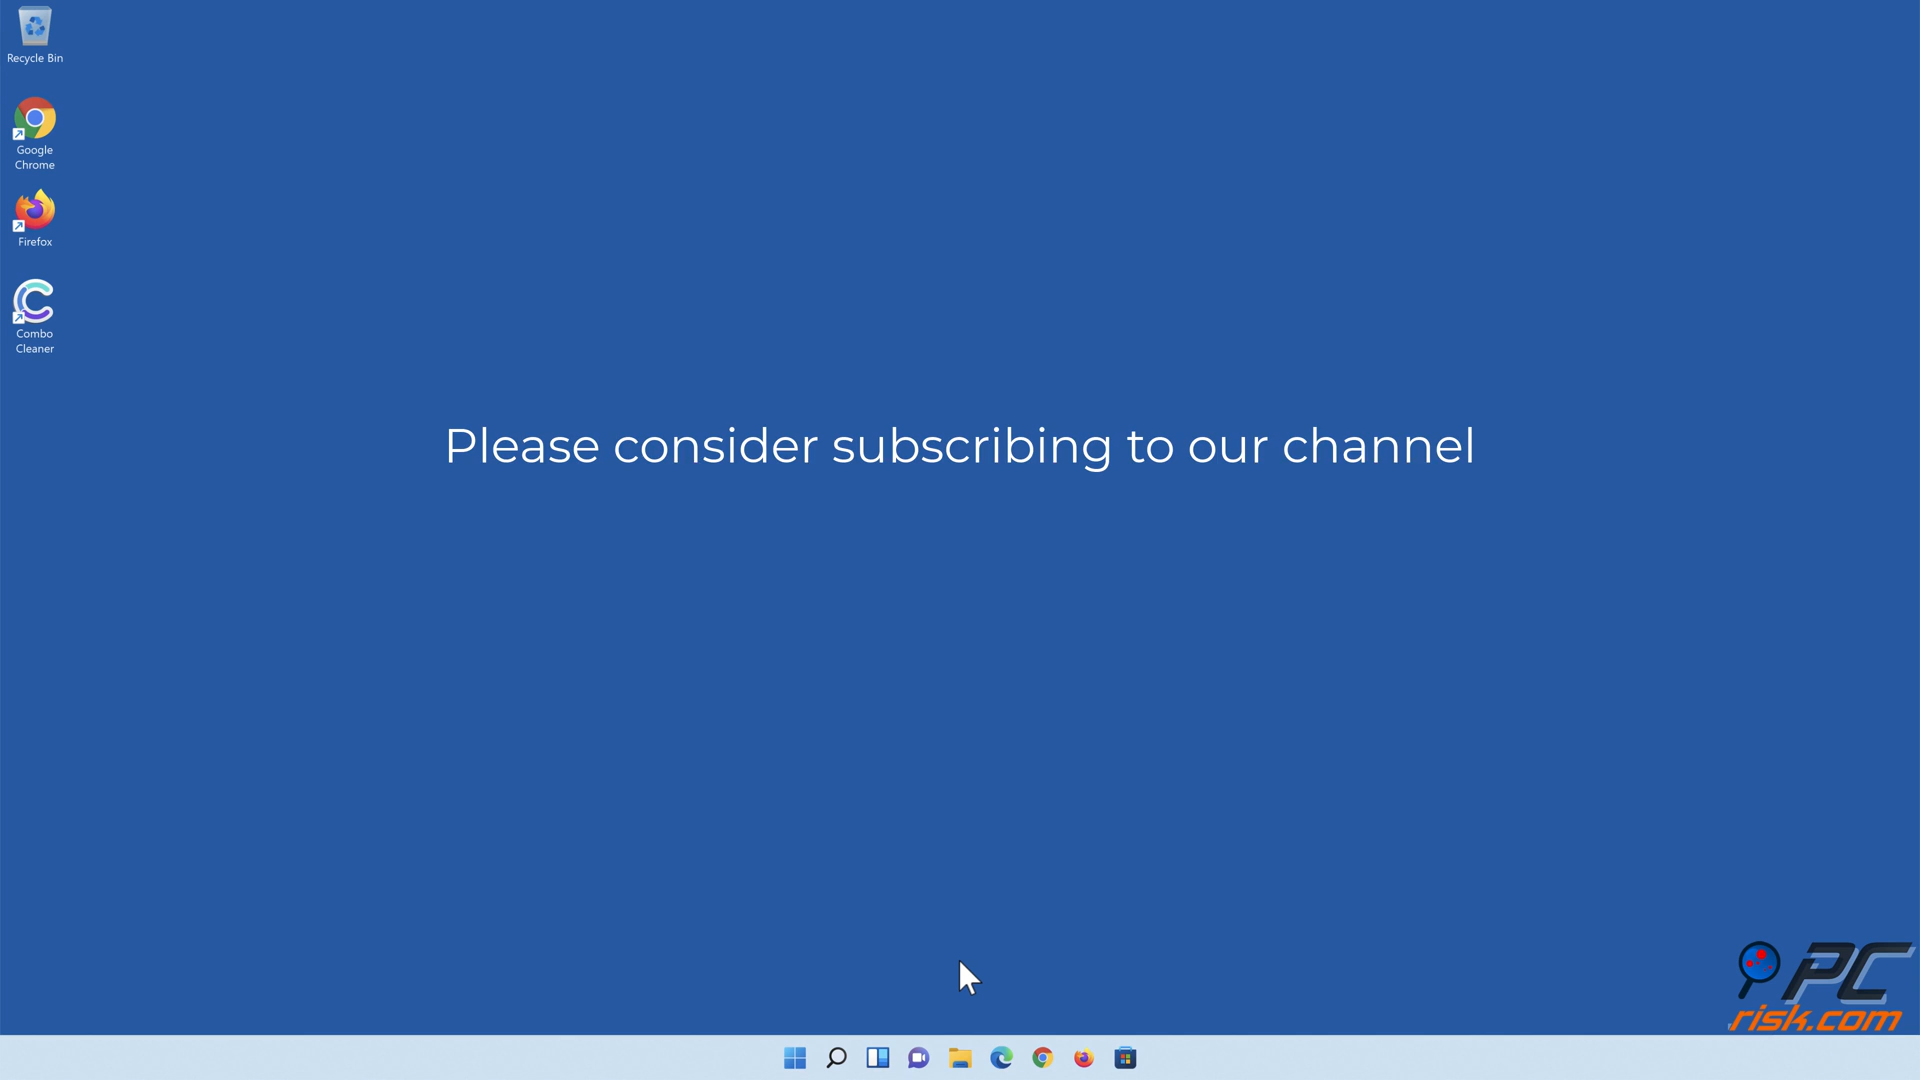 Recycle Bin
Google
Chrome
Firefox
Combo
Cleaner
Please consider subscribing to our channel
PC
risk.com